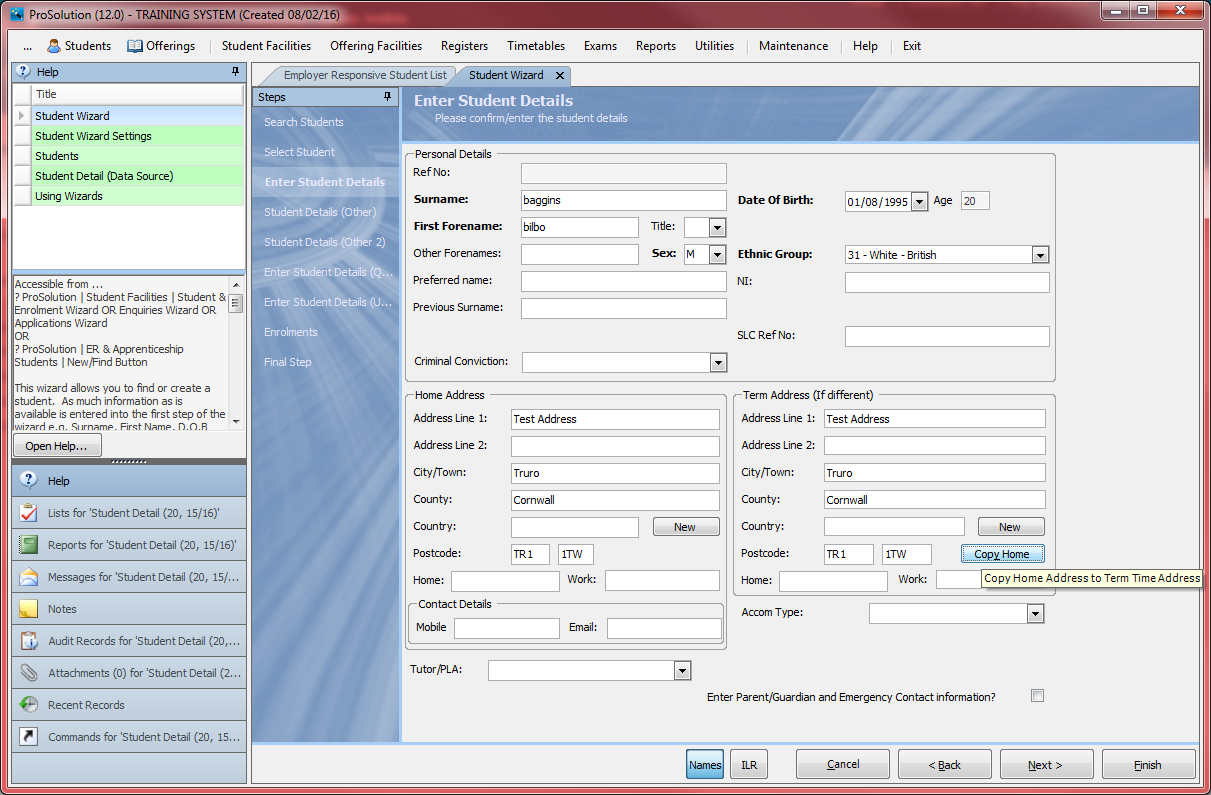 ProSolution (12.0) - TRAINING SYSTEM (Created 08/02/16)
... Students Offerings Student Facilities Offering Facilities Registers Timetables Exams Reports Utilities Maintenance Help Exit
Help
Title
Student Wizard
Student Wizard Settings
Students
Student Detail (Data Source)
Using Wizards
Accessible from ...
? ProSolution | Student Facilities | Student &
Enrolment Wizard OR Enquiries Wizard OR
Applications Wizard
OR
? ProSolution | ER & Apprenticeship
Students | New/Find Button
This wizard allows you to find or create a
student. As much information as is
available is entered into the first step of the
wizard e.g. Surname, First Name, D.O.B
Open Help...
Help
Lists for 'Student Detail (20, 15/16)'
Reports for 'Student Detail (20, 15/16)'
Messages for 'Student Detail (20, 15/...
Notes
Audit Records for 'Student Detail (20,...
Attachments (0) for 'Student Detail (2...
Recent Records
Commands for 'Student Detail (20, 15...
Employer Responsive Student List Student Wizard
Steps
Search Students
Select Student
Enter Student Details
Student Details (Other)
Student Details (Other 2)
Enter Student Details (Q...
Enter Student Details (U...
Enrolments
Final Step
Enter Student Details
Please confirm/enter the student details
Personal Details
Ref No:
Surname: baggins Date Of Birth: 01/08/1995 Age 20
First Forename: bilbo Title:
Other Forenames: Sex: M Ethnic Group: 31 - White - British
Preferred name: NI:
Previous Surname:
SLC Ref No:
Criminal Conviction:
Home Address
Address Line 1: Test Address
Address Line 2:
City/Town: Truro
County: Cornwall
Country: New
Postcode: TR1 1TW
Home: Work:
Contact Details
Mobile Email:
Term Address (If different)
Address Line 1: Test Address
Address Line 2:
City/Town: Truro
County: Cornwall
Country: New
Postcode: TR1 1TW Copy Home
Home: Work:
Copy Home Address to Term Time Address
Accom Type:
Tutor/PLA:
Enter Parent/Guardian and Emergency Contact information?
Names ILR Cancel < Back Next > Finish